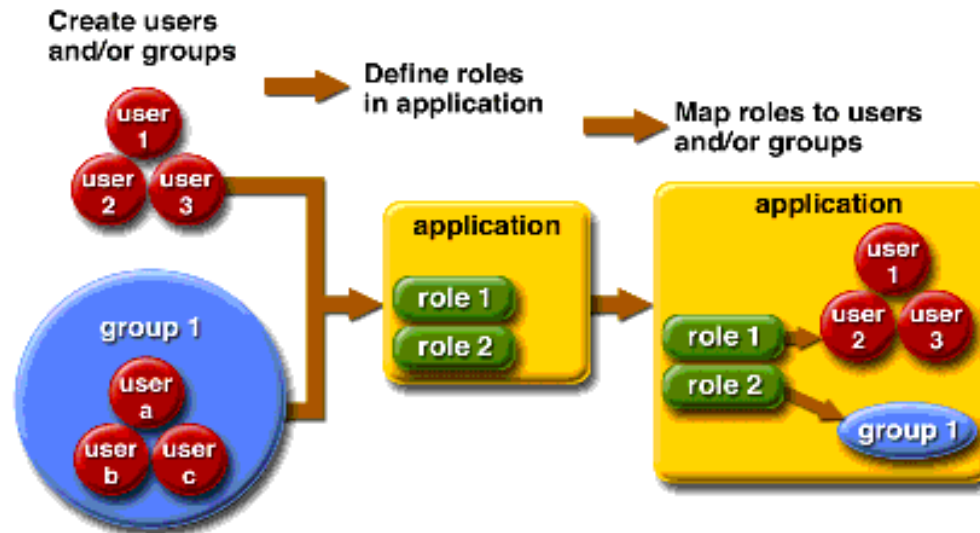 Create users
and/or groups
Define roles
in application
Map roles to users
and/or groups
user
1
user
2
user
3
group 1
user
a
user
b
user
c
application
role 1
role 2
application
user
1
user
2
user
3
role 1
role 2
group 1